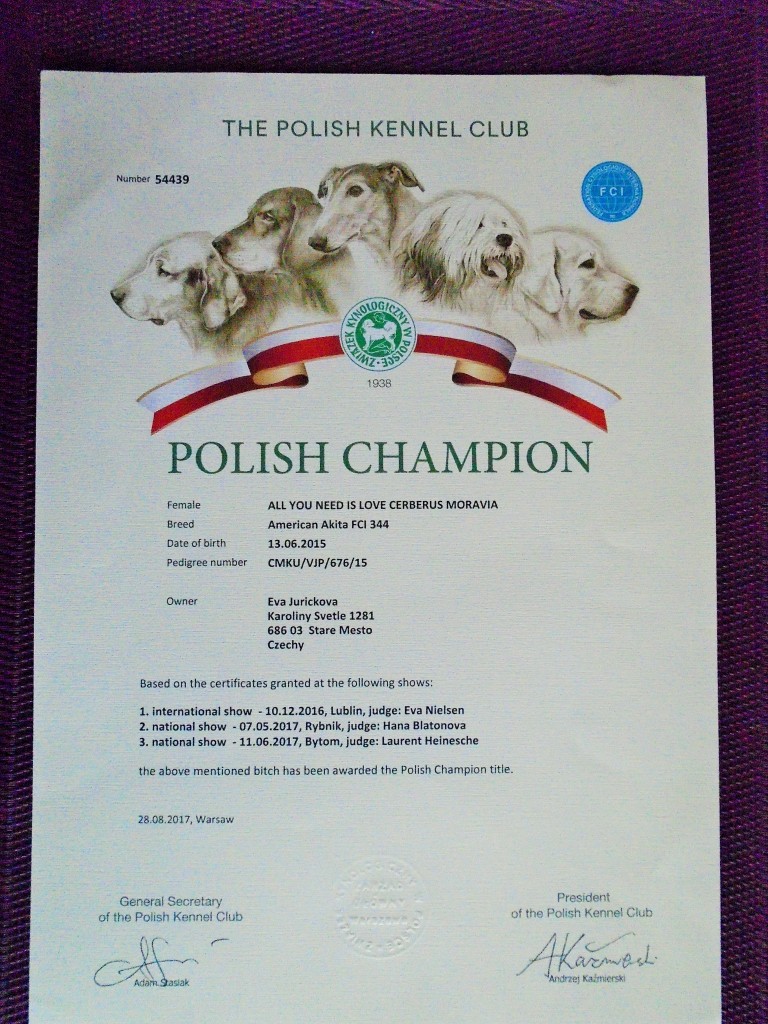 THE POLISH KENNEL CLUB
Number 54439
FCI
ZWIĄZEK KYNOLOGICZNY W POLSCE
1938
POLISH CHAMPION
Female ALL YOU NEED IS LOVE CERBERUS MORAVIA
Breed American Akita FCI 344
Date of birth 13.06.2015
Pedigree number CMKU/VJP/676/15
Owner Eva Jurickova
Karoliny Svetle 1281
686 03 Stare Mesto
Czechy
Based on the certificates granted at the following shows:
1. international show - 10.12.2016, Lublin, judge: Eva Nielsen
2. national show - 07.05.2017, Rybnik, judge: Hana Blatonova
3. national show - 11.06.2017, Bytom, judge: Laurent Heinesche
the above mentioned bitch has been awarded the Polish Champion title.
28.08.2017, Warsaw
General Secretary
of the Polish Kennel Club
Adam Stasiak
President
of the Polish Kennel Club
Andrzej Kaźmierski